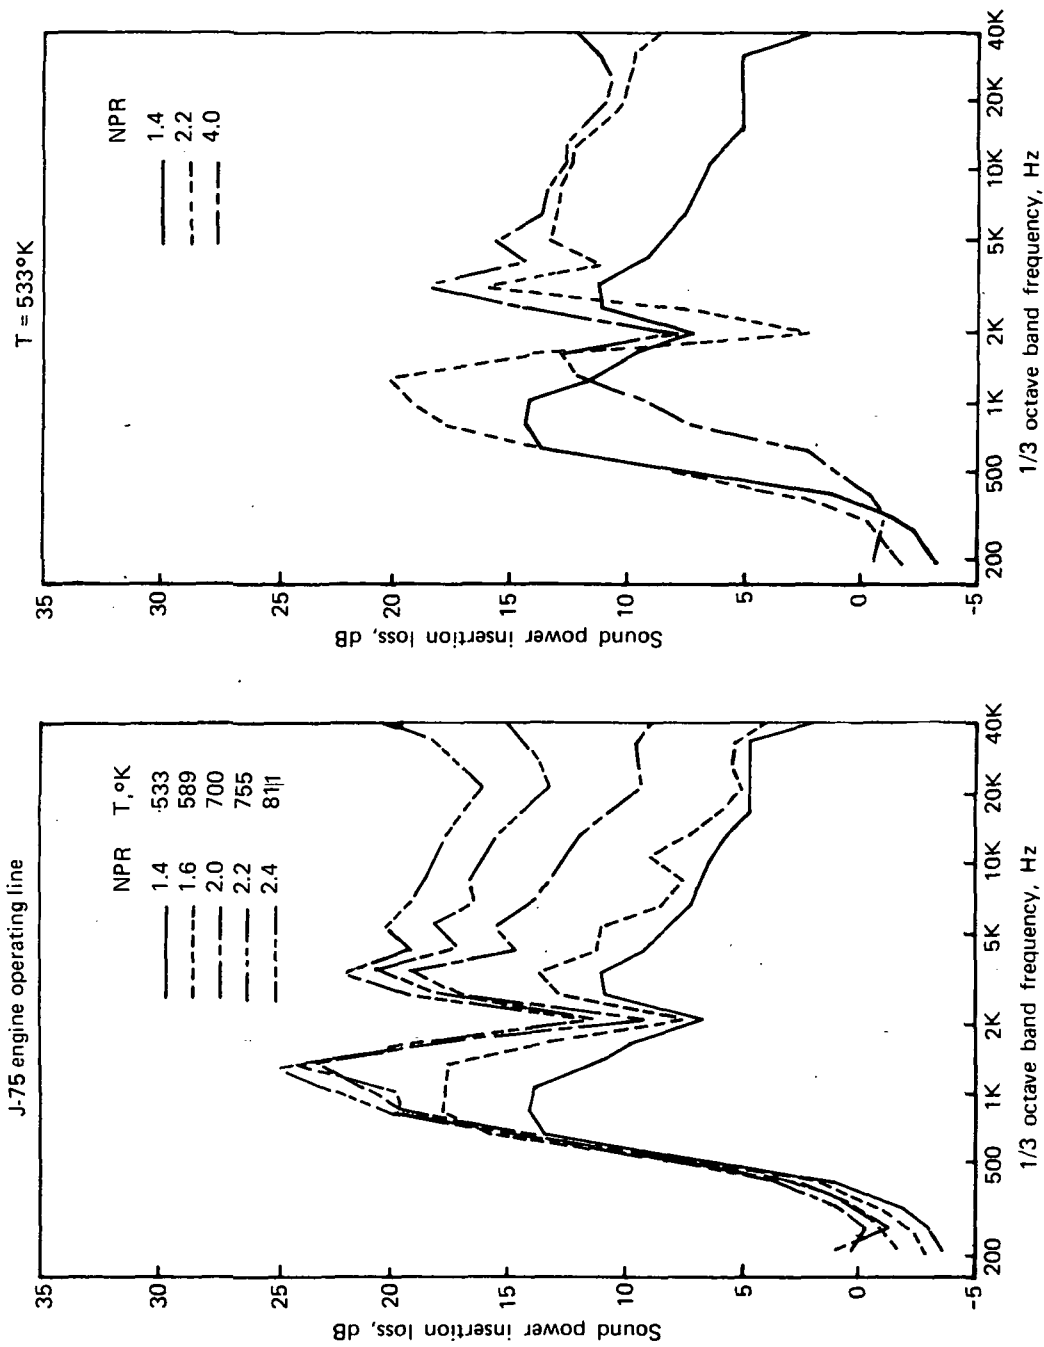 J-75 engine operating line
NPR T,°K
1.4 533
1.6 589
2.0 700
2.2 755
2.4 811
Sound power insertion loss, dB
35
30
25
20
15
10
5
0
-5
200 500 1K 2K 5K 10K 20K 40K
1/3 octave band frequency, Hz
T = 533°K
NPR
1.4
2.2
4.0
Sound power insertion loss, dB
35
30
25
20
15
10
5
0
-5
200 500 1K 2K 5K 10K 20K 40K
1/3 octave band frequency, Hz